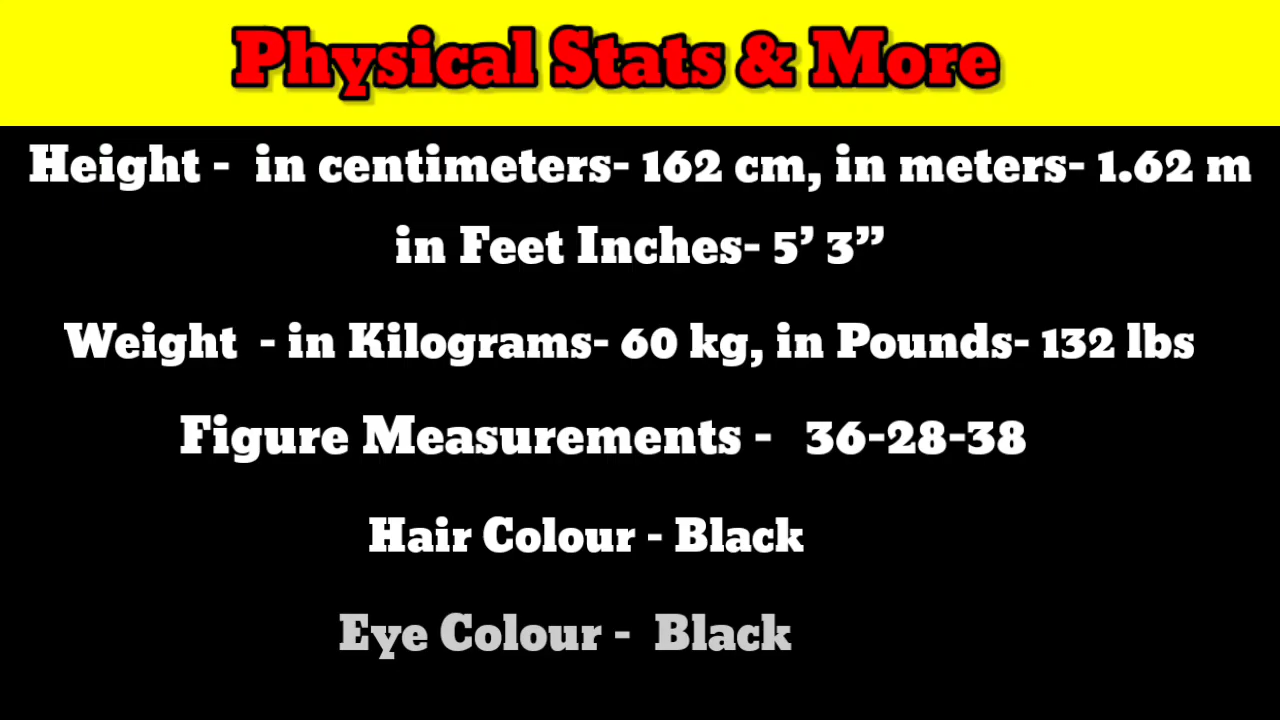 Physical Stats & More
Height -  in centimeters- 162 cm, in meters- 1.62 m
in Feet Inches- 5’ 3”
Weight  - in Kilograms- 60 kg, in Pounds- 132 lbs
Figure Measurements -   36-28-38
Hair Colour - Black
Eye Colour -  Black